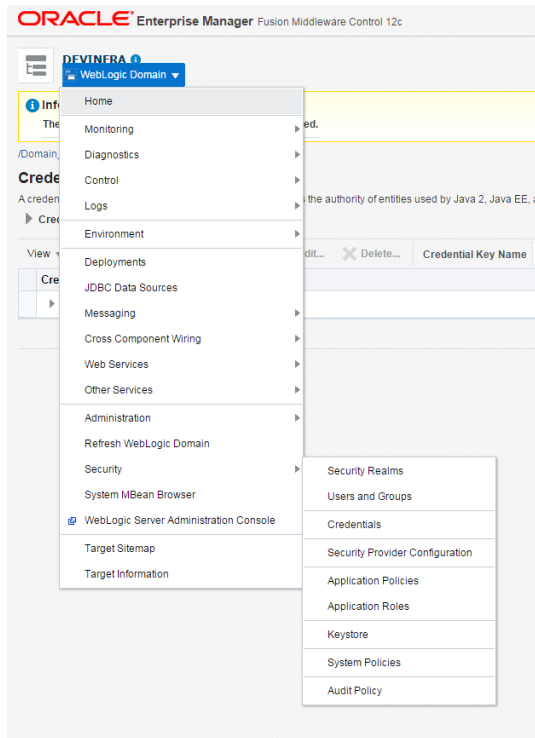 ORACLE® Enterprise Manager Fusion Middleware Control 12c
DEVINFRA
WebLogic Domain
Home
Monitoring
Diagnostics
Control
Logs
Environment
Deployments
JDBC Data Sources
Messaging
Cross Component Wiring
Web Services
Other Services
Administration
Refresh WebLogic Domain
Security
System MBean Browser
WebLogic Server Administration Console
Target Sitemap
Target Information
Security Realms
Users and Groups
Credentials
Security Provider Configuration
Application Policies
Application Roles
Keystore
System Policies
Audit Policy
Inf
The
ed.
/Domain_
Crede
A creden
the authority of entities used by Java 2, Java EE,
Cre
View
dit...
Delete...
Credential Key Name
Cre